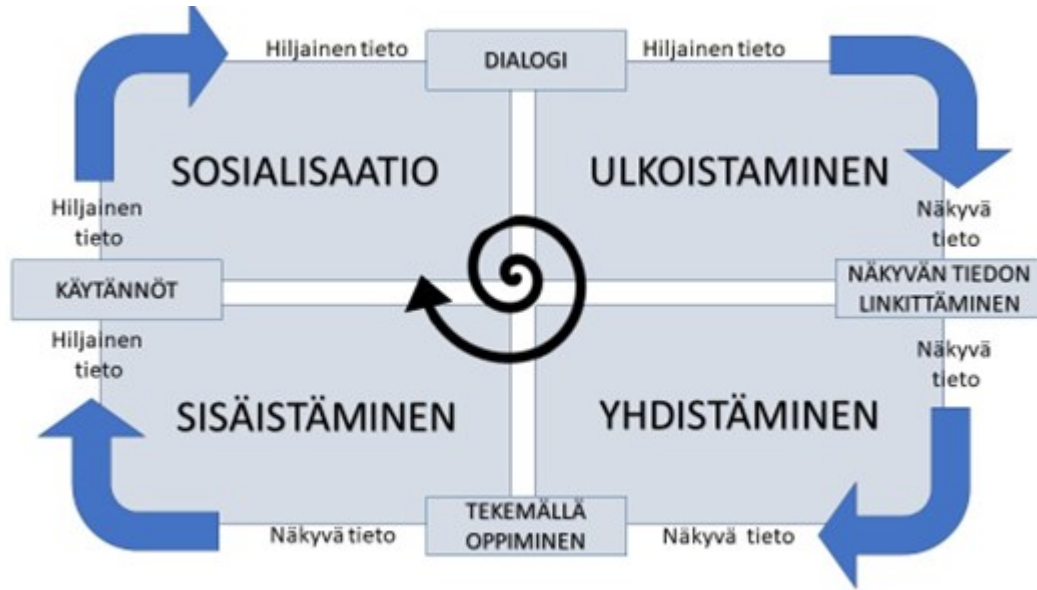 Hiljainen tieto
DIALOGI
Hiljainen tieto
SOSIALISAATIO
ULKOISTAMINEN
Hiljainen
tieto
Näkyvä
tieto
KÄYTÄNNÖT
NÄKYVÄN TIEDON
LINKITTÄMINEN
Hiljainen
tieto
Näkyvä
tieto
SISÄISTÄMINEN
YHDISTÄMINEN
Näkyvä tieto
TEKEMÄLLÄ
OPPIMINEN
Näkyvä tieto